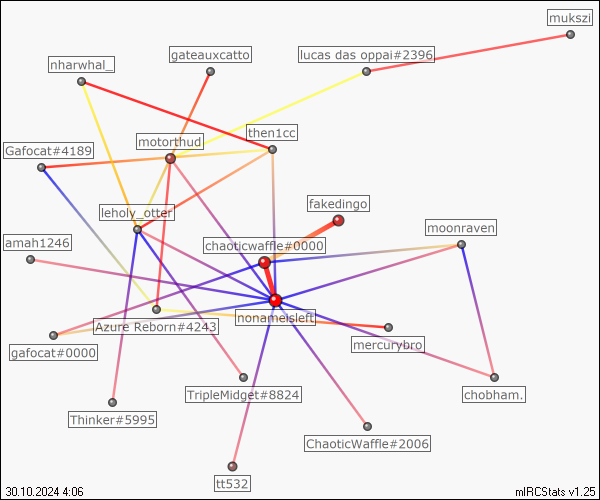 mukszi
gateauxcatto
lucas das oppai#2396
nharwhal_
then1cc
motorthud
Gafocat#4189
fakedingo
leholy_otter
moonraven
amah1246
chaoticwaffle#0000
nonameisleft
Azure Reborn#4243
mercurybro
gafocat#0000
TripleMidget#8824
chobham.
Thinker#5995
ChaoticWaffle#2006
tt532
30.10.2024 4:06
mIRCStats v1.25